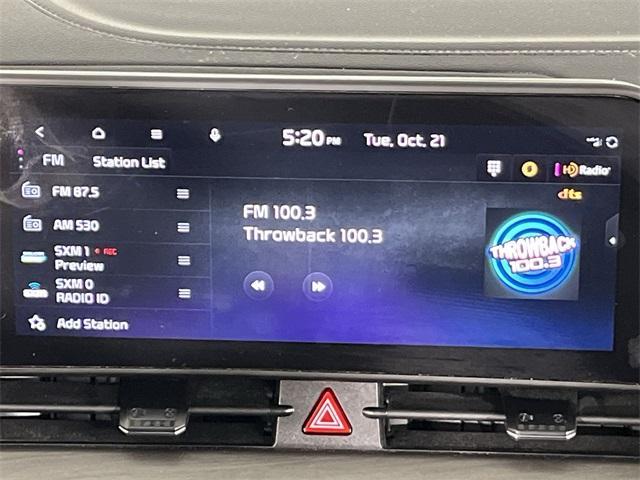 5:20 PM Tue, Oct. 21
FM Station List
HD Radio
FM 87.5
AM 530
SXM 1 REC
Preview
SXM 0
RADIO ID
Add Station
FM 100.3
Throwback 100.3
dts
THROWBACK
100.3